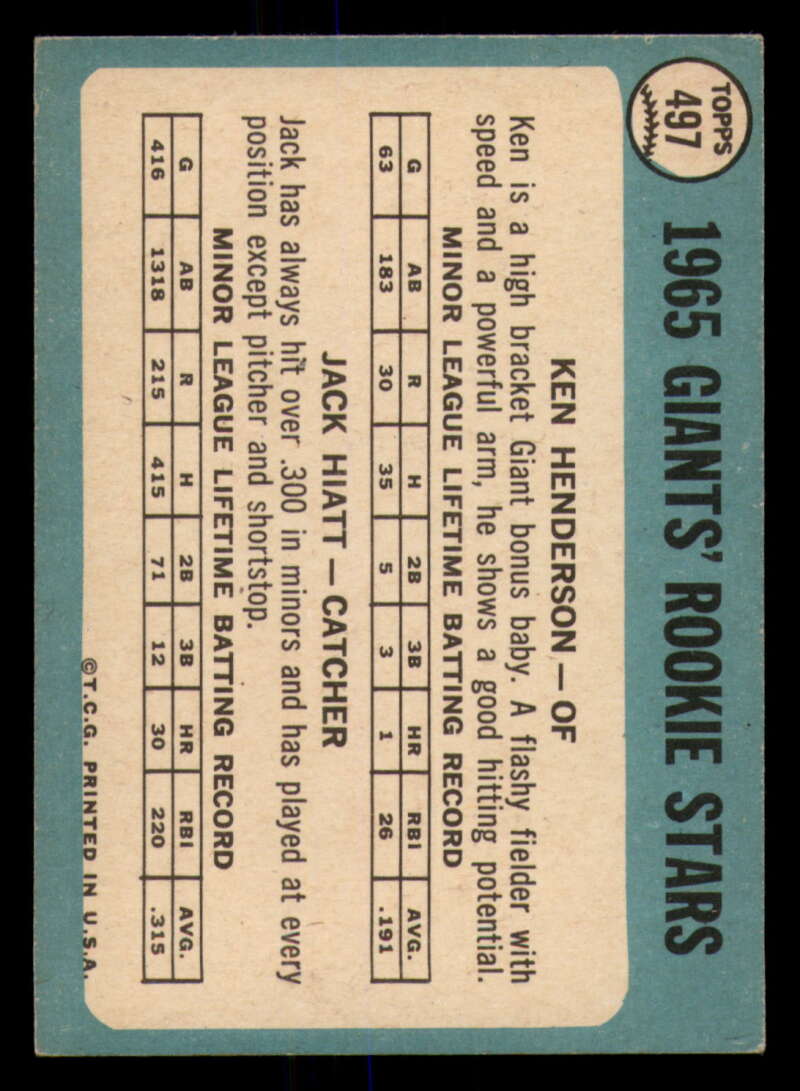 TOPPS
497
1965 GIANTS' ROOKIE STARS
KEN HENDERSON—OF
Ken is a high bracket Giant bonus baby. A flashy fielder with
speed and a powerful arm, he shows a good hitting potential.
MINOR LEAGUE LIFETIME BATTING RECORD
G AB R H 2B 3B HR RBI AVG.
63 183 30 35 5 3 1 26 .191
JACK HIATT—CATCHER
Jack has always hit over .300 in minors and has played at every
position except pitcher and shortstop.
MINOR LEAGUE LIFETIME BATTING RECORD
G AB R H 2B 3B HR RBI AVG.
416 1318 215 415 71 12 30 220 .315
©T.C.G. PRINTED IN U.S.A.